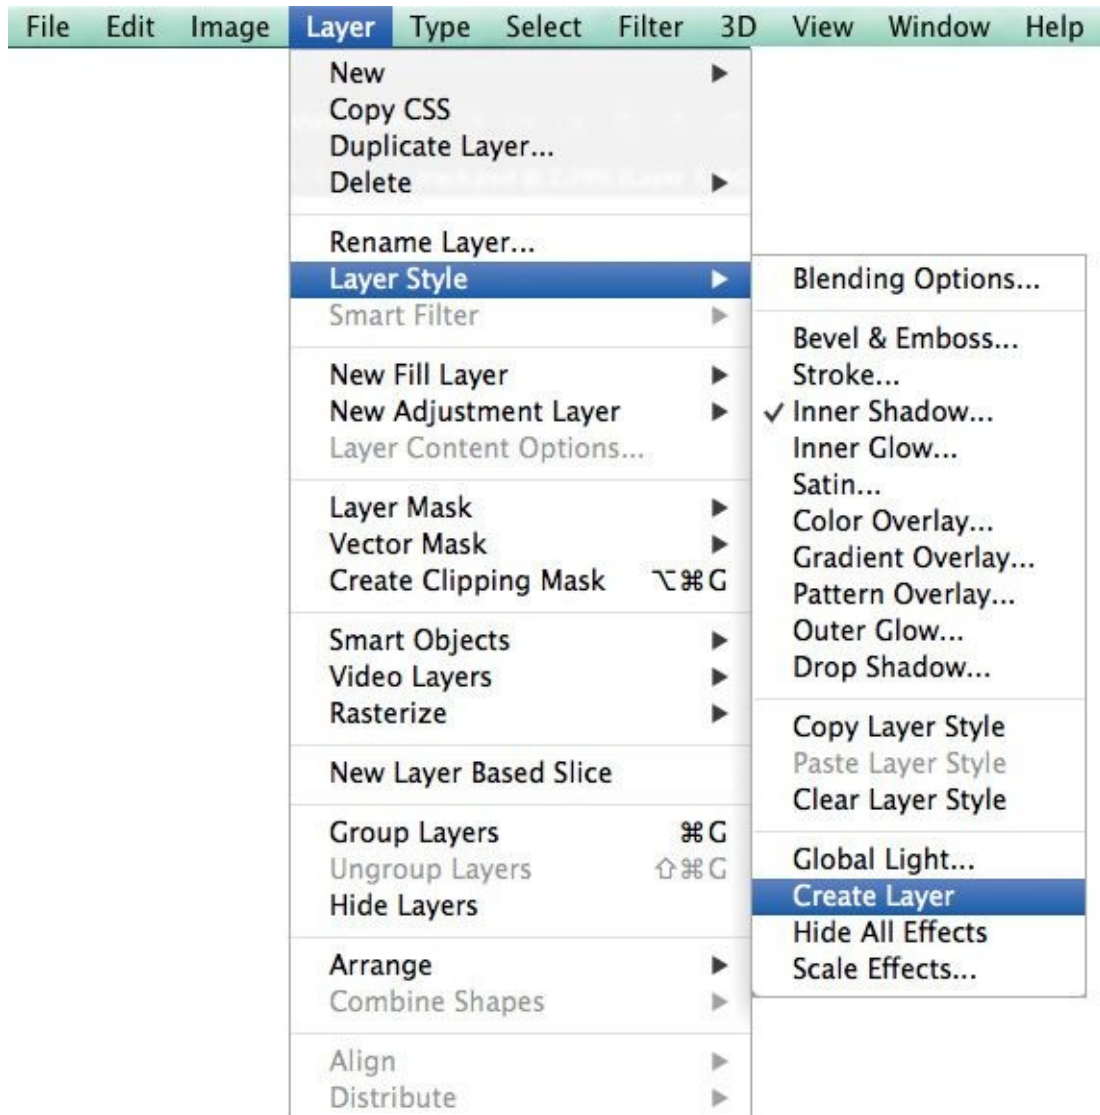 File Edit Image Layer Type Select Filter 3D View Window Help
New ▶
Copy CSS
Duplicate Layer...
Delete ▶
Rename Layer...
Layer Style ▶
Smart Filter ▶
New Fill Layer ▶
New Adjustment Layer ▶
Layer Content Options...
Layer Mask ▶
Vector Mask ▶
Create Clipping Mask ⌥⌘G
Smart Objects ▶
Video Layers ▶
Rasterize ▶
New Layer Based Slice
Group Layers ⌘G
Ungroup Layers ⇧⌘G
Hide Layers
Arrange ▶
Combine Shapes ▶
Align ▶
Distribute ▶
Blending Options...
Bevel & Emboss...
Stroke...
✓ Inner Shadow...
Inner Glow...
Satin...
Color Overlay...
Gradient Overlay...
Pattern Overlay...
Outer Glow...
Drop Shadow...
Copy Layer Style
Paste Layer Style
Clear Layer Style
Global Light...
Create Layer
Hide All Effects
Scale Effects...